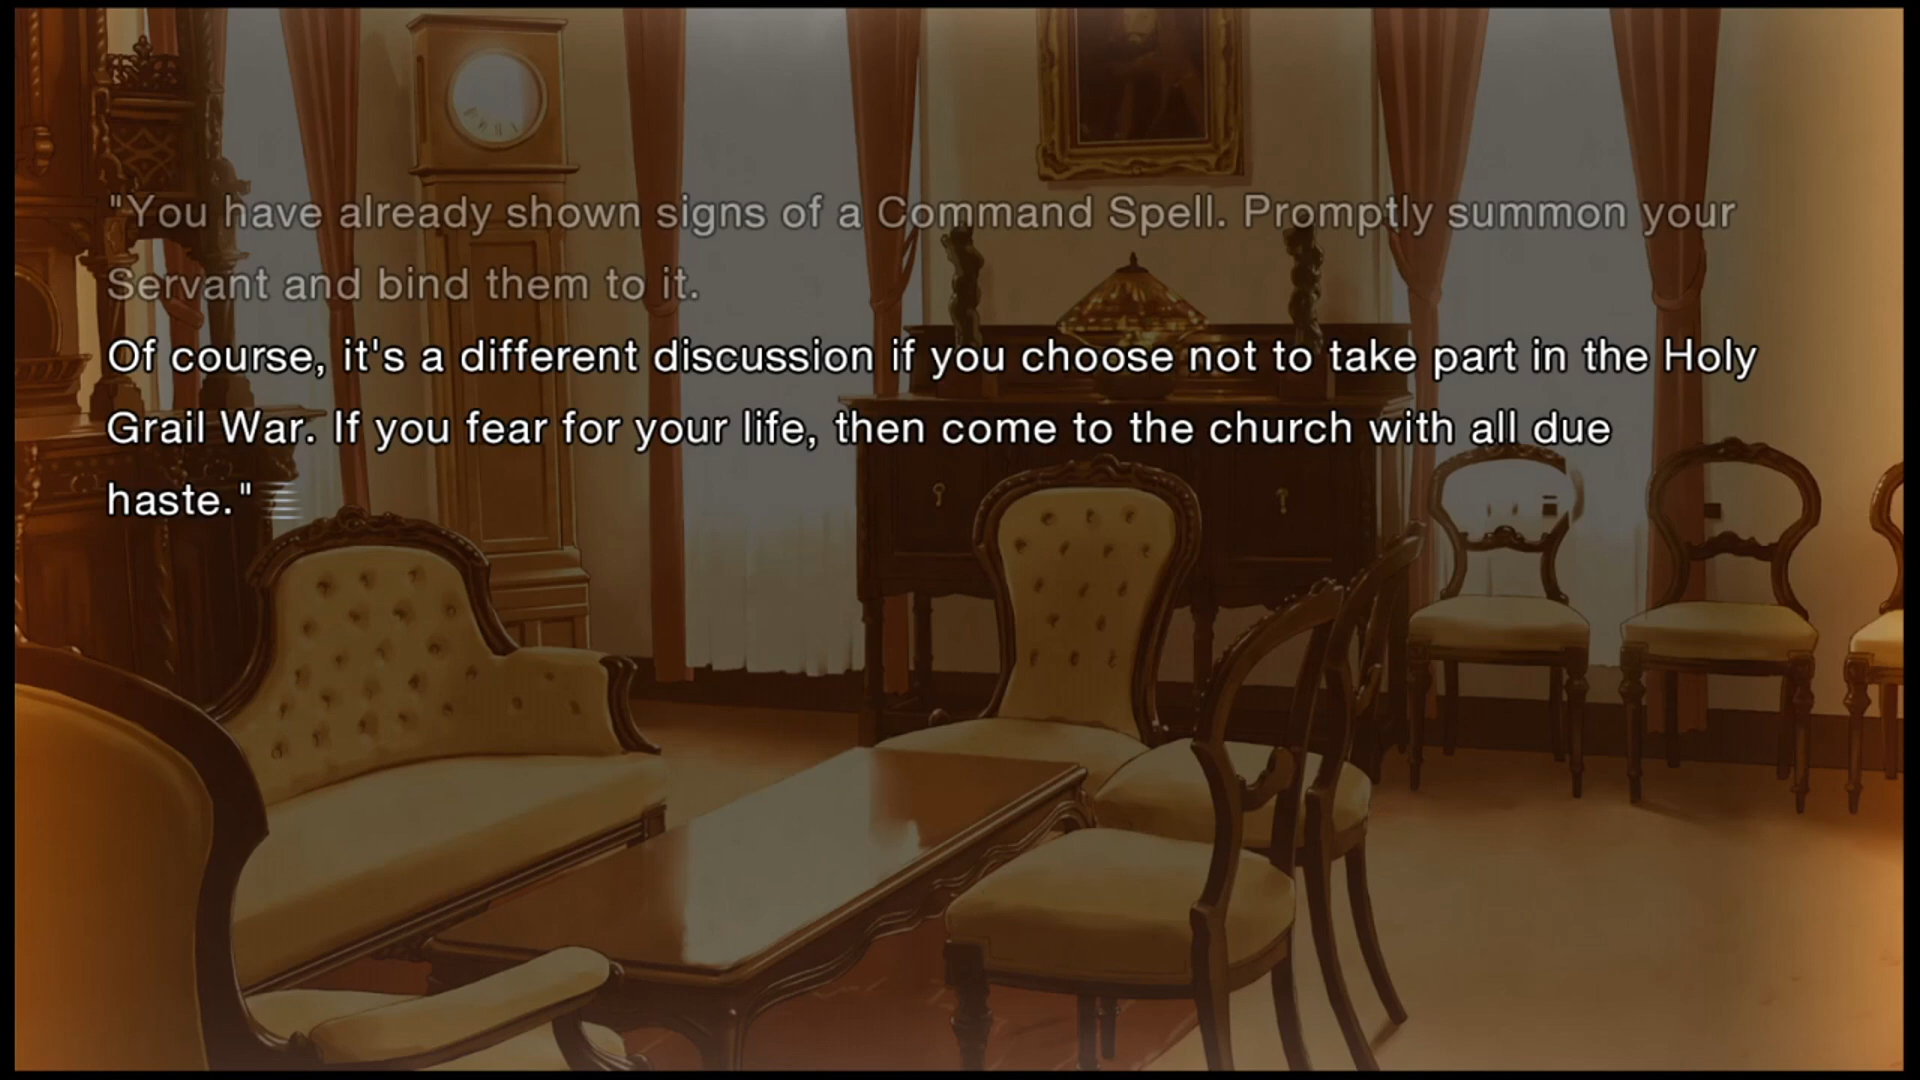 "You have already shown signs of a Command Spell. Promptly summon your
Servant and bind them to it.
Of course, it's a different discussion if you choose not to take part in the Holy
Grail War. If you fear for your life, then come to the church with all due
haste."